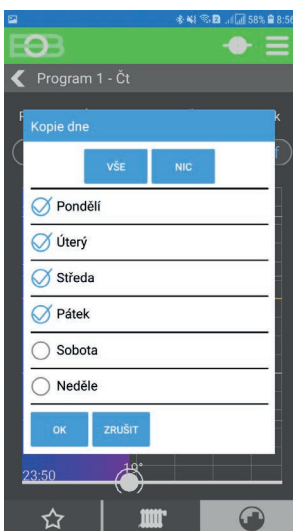 58% 8:56
EOB
Program 1 - Čt
Kopie dne
VŠE NIC
Pondělí
Úterý
Středa
Pátek
Sobota
Neděle
OK ZRUŠIT
23:50 19°